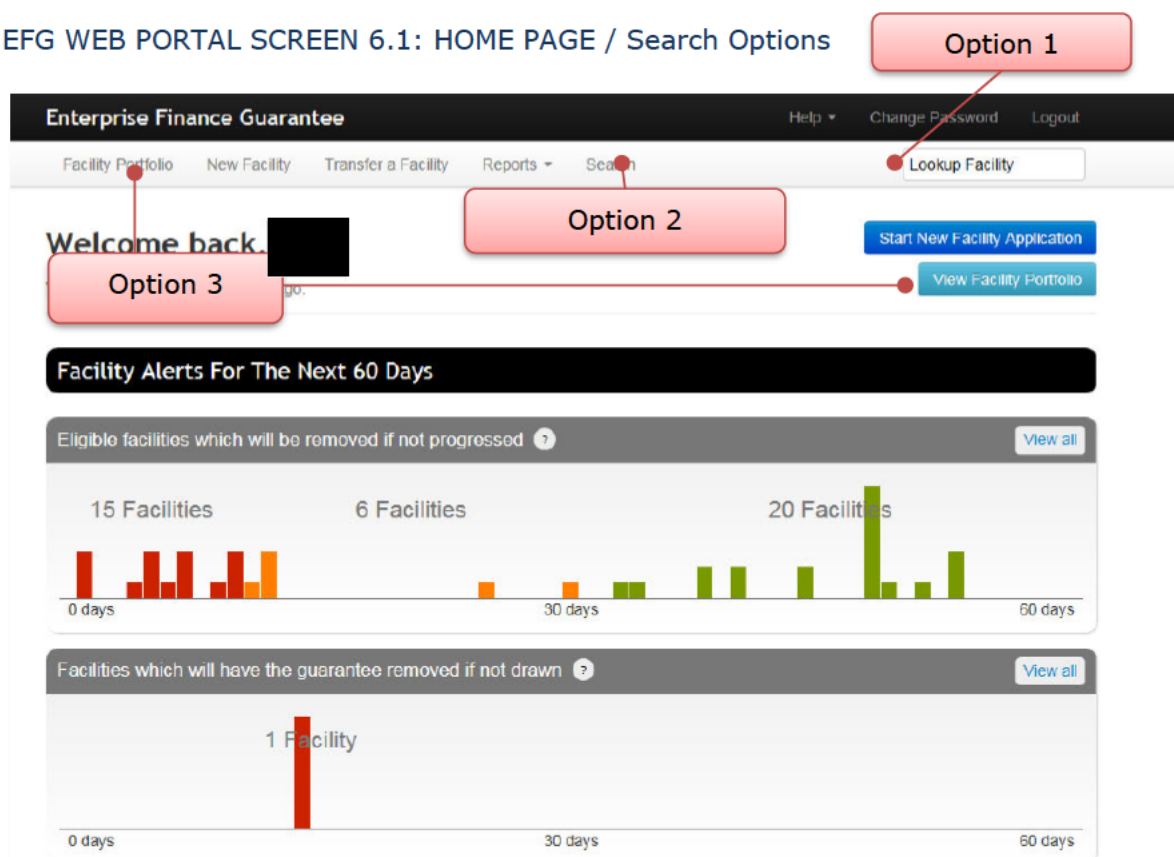 EFG WEB PORTAL SCREEN 6.1: HOME PAGE / Search Options
Option 1
Enterprise Finance Guarantee Help Change Password Logout
Facility Portfolio New Facility Transfer a Facility Reports Search Lookup Facility
Option 2
Welcome back,
Start New Facility Application
Option 3
go.
View Facility Portfolio
Facility Alerts For The Next 60 Days
Eligible facilities which will be removed if not progressed ? View all
15 Facilities 6 Facilities 20 Facilities
0 days 30 days 60 days
Facilities which will have the guarantee removed if not drawn ? View all
1 Facility
0 days 30 days 60 days